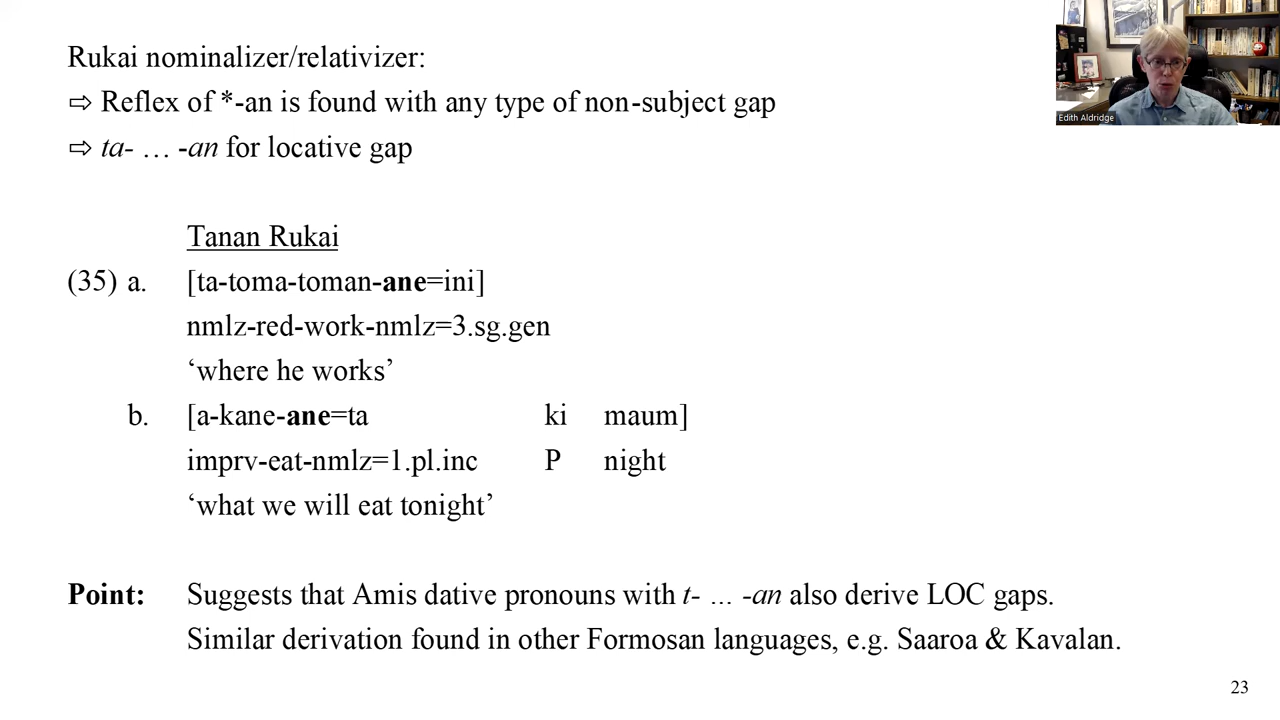 Rukai nominalizer/relativizer:
⇨ Reflex of *-an is found with any type of non-subject gap
⇨ ta- … -an for locative gap
Edith Aldridge
Tanan Rukai
(35) a. [ta-toma-toman-ane=ini]
nmlz-red-work-nmlz=3.sg.gen
‘where he works’
b. [a-kane-ane=ta ki maum]
imprv-eat-nmlz=1.pl.inc P night
‘what we will eat tonight’
Point: Suggests that Amis dative pronouns with t- … -an also derive LOC gaps.
Similar derivation found in other Formosan languages, e.g. Saaroa & Kavalan.
23